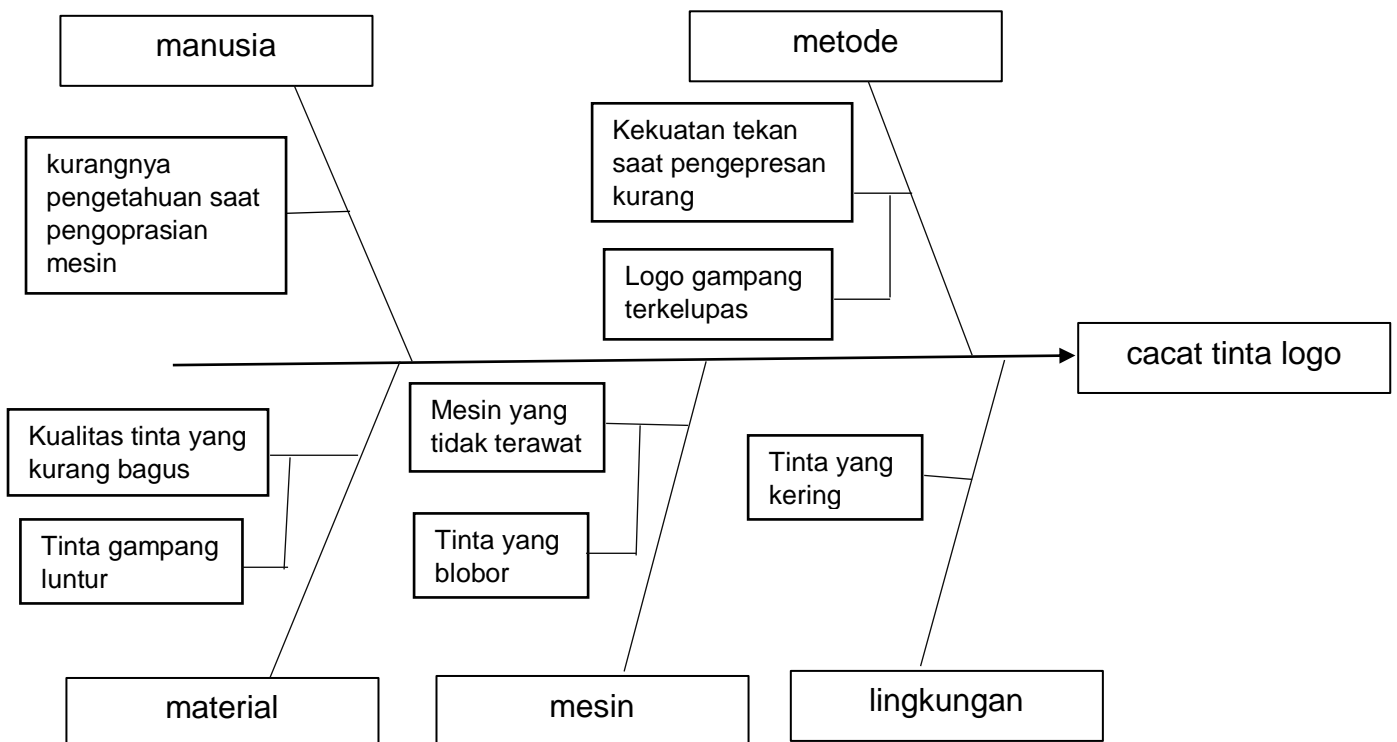 manusia
metode
kurangnya
pengetahuan saat
pengoprasian
mesin
Kekuatan tekan
saat pengepresan
kurang
Logo gampang
terkelupas
cacat tinta logo
Kualitas tinta yang
kurang bagus
Tinta gampang
luntur
Mesin yang
tidak terawat
Tinta yang
blobor
Tinta yang
kering
material
mesin
lingkungan